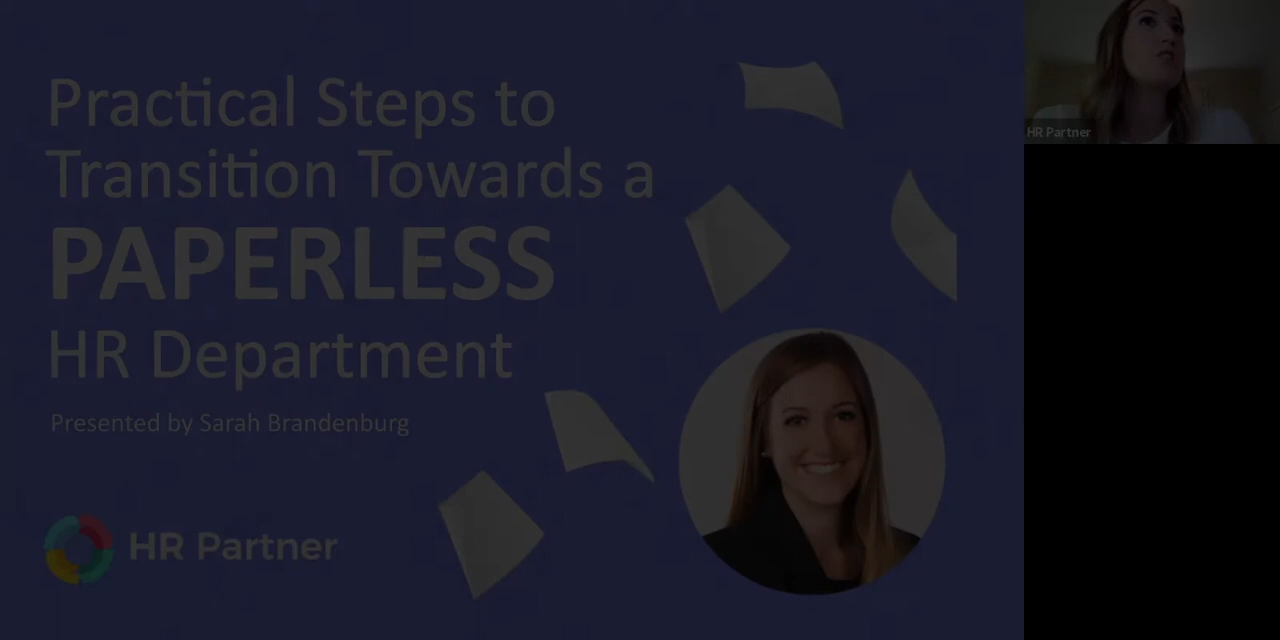 Practical Steps to
Transition Towards a
PAPERLESS
HR Department
Presented by Sarah Brandenburg
HR Partner
HR Partner